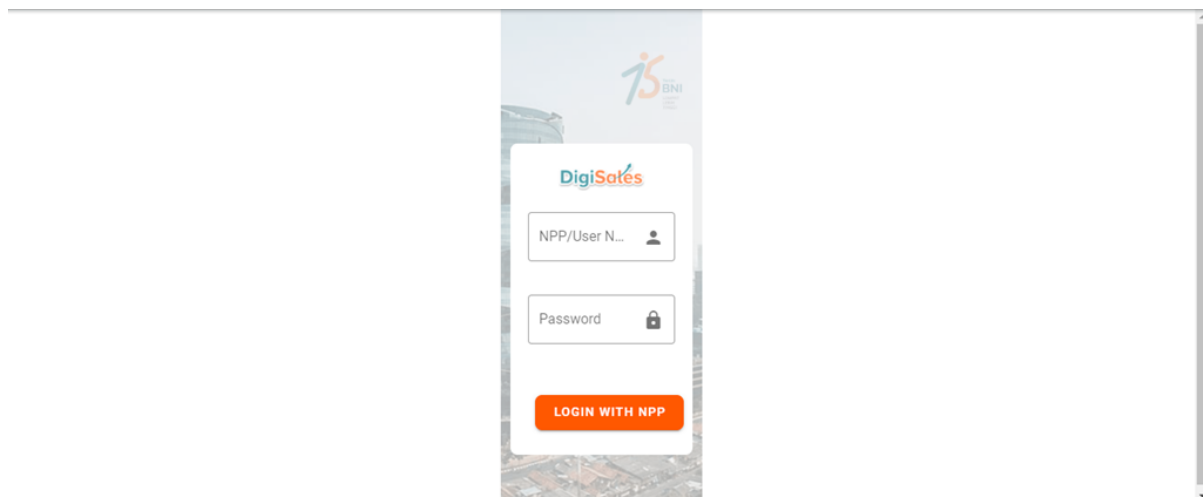 BNI
DigiSales
NPP/User N...
Password
LOGIN WITH NPP